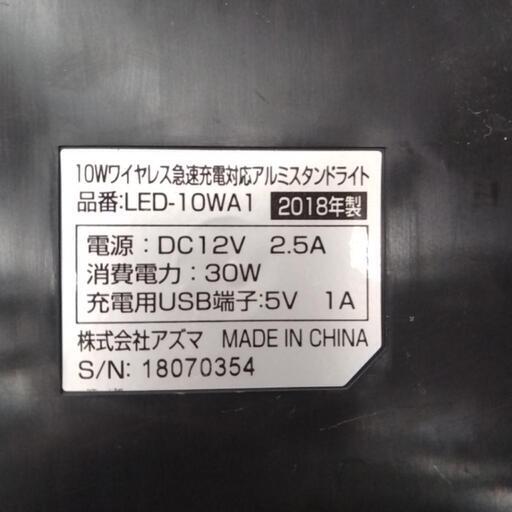 10Wワイヤレス急速充電対応アルミスタンドライト
品番:LED-10WA1 2018年製
電源:DC12V 2.5A
消費電力:30W
充電用USB端子:5V 1A
株式会社アズマ MADE IN CHINA
S/N: 18070354